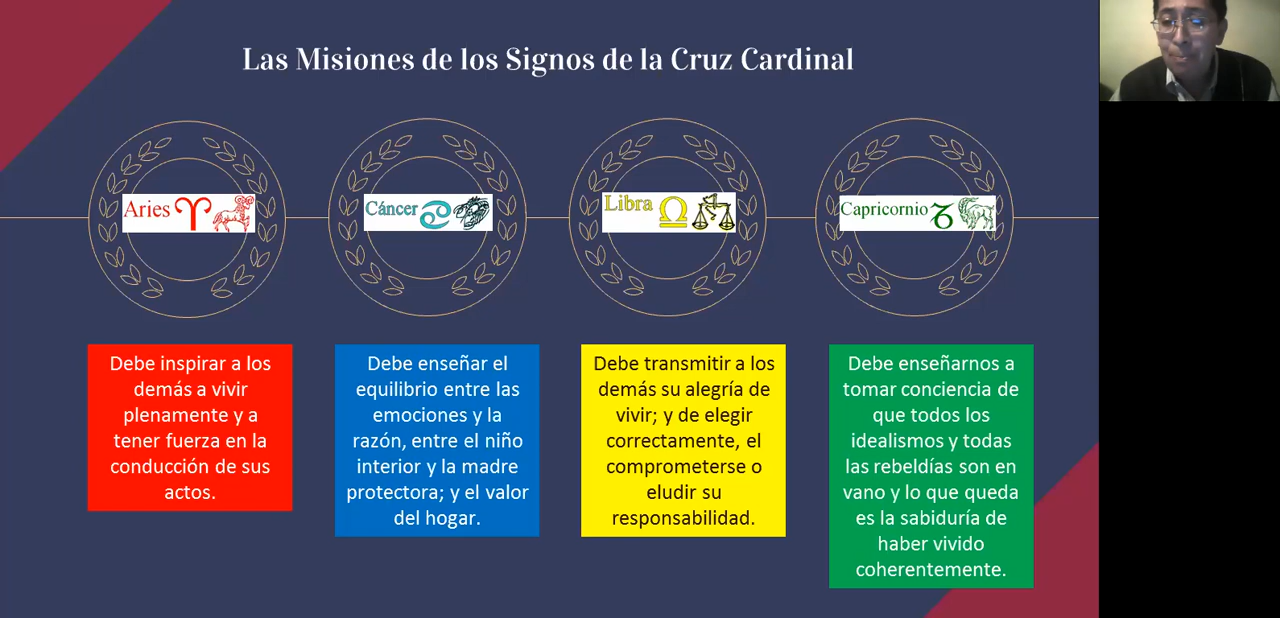 Las Misiones de los Signos de la Cruz Cardinal
Aries
Cáncer
Libra
Capricornio
Debe inspirar a los
demás a vivir
plenamente y a
tener fuerza en la
conducción de sus
actos.
Debe enseñar el
equilibrio entre las
emociones y la
razón, entre el niño
interior y la madre
protectora; y el valor
del hogar.
Debe transmitir a los
demás su alegría de
vivir; y de elegir
correctamente, el
comprometerse o
eludir su
responsabilidad.
Debe enseñarnos a
tomar conciencia de
que todos los
idealismos y todas
las rebeldías son en
vano y lo que queda
es la sabiduría de
haber vivido
coherentemente.